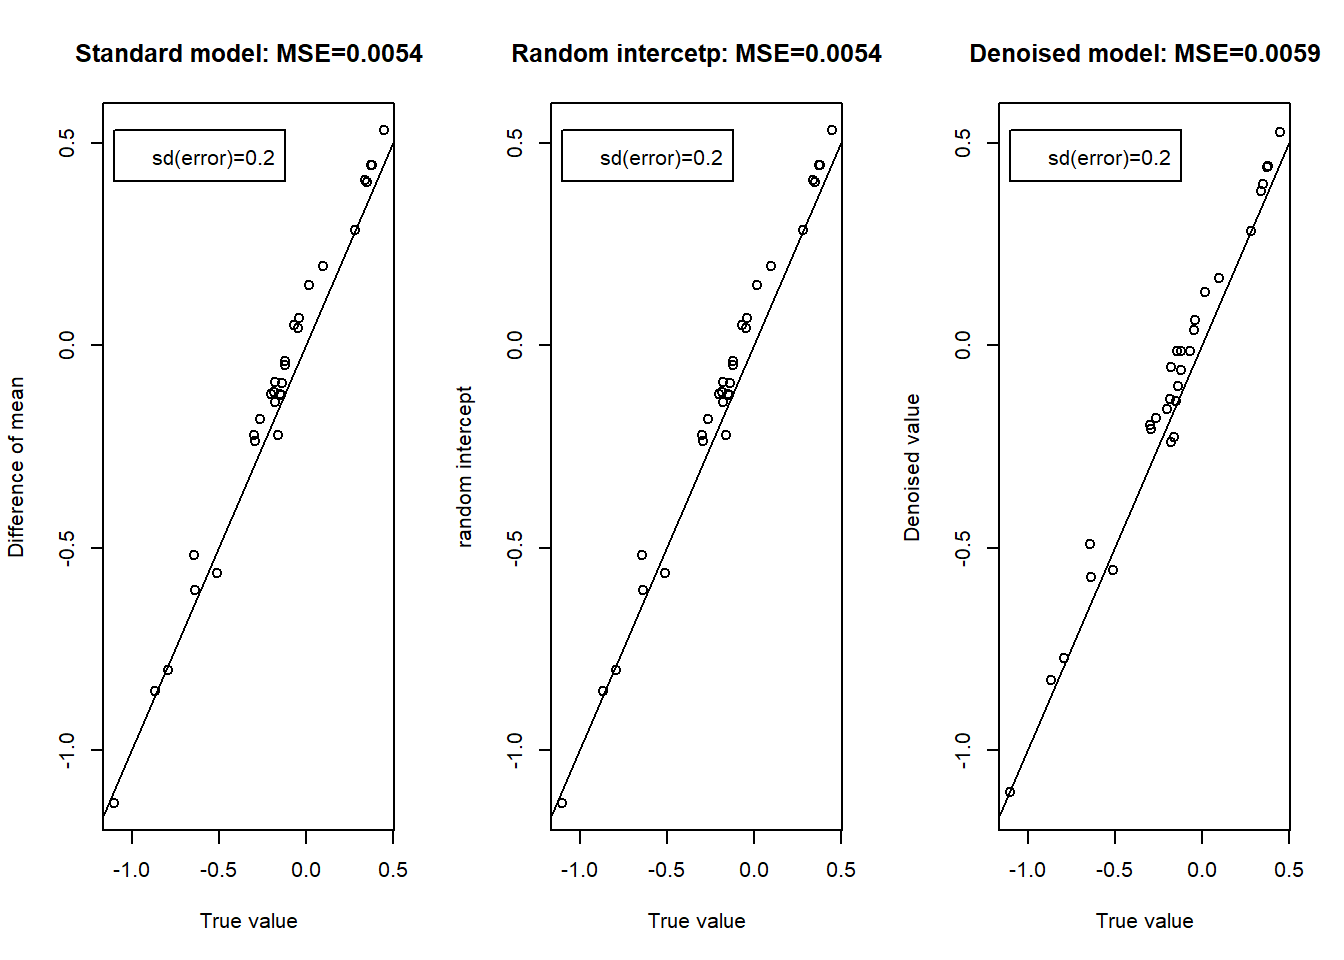 Standard model: MSE=0.0054
sd(error)=0.2
Difference of mean
0.5
0.0
-0.5
-1.0
-1.0 -0.5 0.0 0.5
True value
Random intercetp: MSE=0.0054
sd(error)=0.2
random intercept
0.5
0.0
-0.5
-1.0
-1.0 -0.5 0.0 0.5
True value
Denoised model: MSE=0.0059
sd(error)=0.2
Denoised value
0.5
0.0
-0.5
-1.0
-1.0 -0.5 0.0 0.5
True value